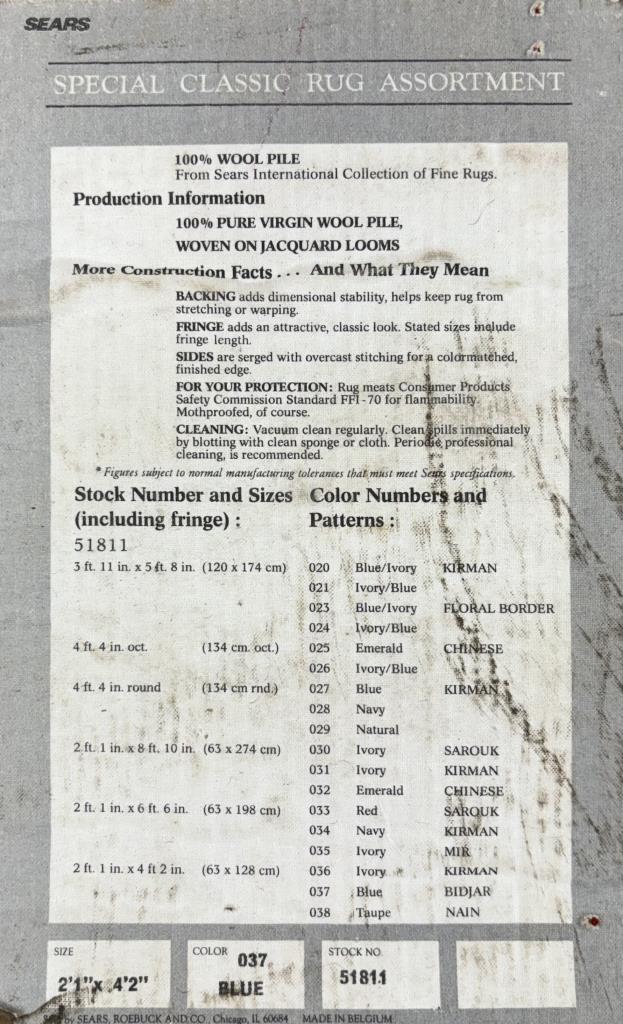 SEARS
SPECIAL CLASSIC RUG ASSORTMENT
100% WOOL PILE
From Sears International Collection of Fine Rugs.
Production Information
100% PURE VIRGIN WOOL PILE,
WOVEN ON JACQUARD LOOMS
More Construction Facts . . . And What They Mean
BACKING adds dimensional stability, helps keep rug from
stretching or warping.
FRINGE adds an attractive, classic look. Stated sizes include
fringe length.
SIDES are serged with overcast stitching for a colormatched,
finished edge.
FOR YOUR PROTECTION: Rug meats Consumer Products
Safety Commission Standard FFI-70 for flammability.
Mothproofed, of course.
CLEANING: Vacuum clean regularly. Clean spills immediately
by blotting with clean sponge or cloth. Periodic, professional
cleaning, is recommended.
* Figures subject to normal manufacturing tolerances that must meet Sears specifications.
Stock Number and Sizes Color Numbers and
(including fringe) : Patterns :
51811
3 ft. 11 in. x 5 ft. 8 in. (120 x 174 cm) 020 Blue/Ivory KIRMAN
021 Ivory/Blue
023 Blue/Ivory FLORAL BORDER
024 Ivory/Blue
4 ft. 4 in. oct. (134 cm. oct.) 025 Emerald CHINESE
026 Ivory/Blue
4 ft. 4 in. round (134 cm rnd.) 027 Blue KIRMAN
028 Navy
029 Natural
2 ft. 1 in. x 8 ft. 10 in. (63 x 274 cm) 030 Ivory SAROUK
031 Ivory KIRMAN
032 Emerald CHINESE
2 ft. 1 in. x 6 ft. 6 in. (63 x 198 cm) 033 Red SAROUK
034 Navy KIRMAN
035 Ivory MIR
2 ft. 1 in. x 4 ft 2 in. (63 x 128 cm) 036 Ivory KIRMAN
037 Blue BIDJAR
038 Taupe NAIN
SIZE COLOR 037 STOCK NO.
2'1"x 4'2" BLUE 51811
by SEARS, ROEBUCK AND CO., Chicago, IL 60684 MADE IN BELGIUM